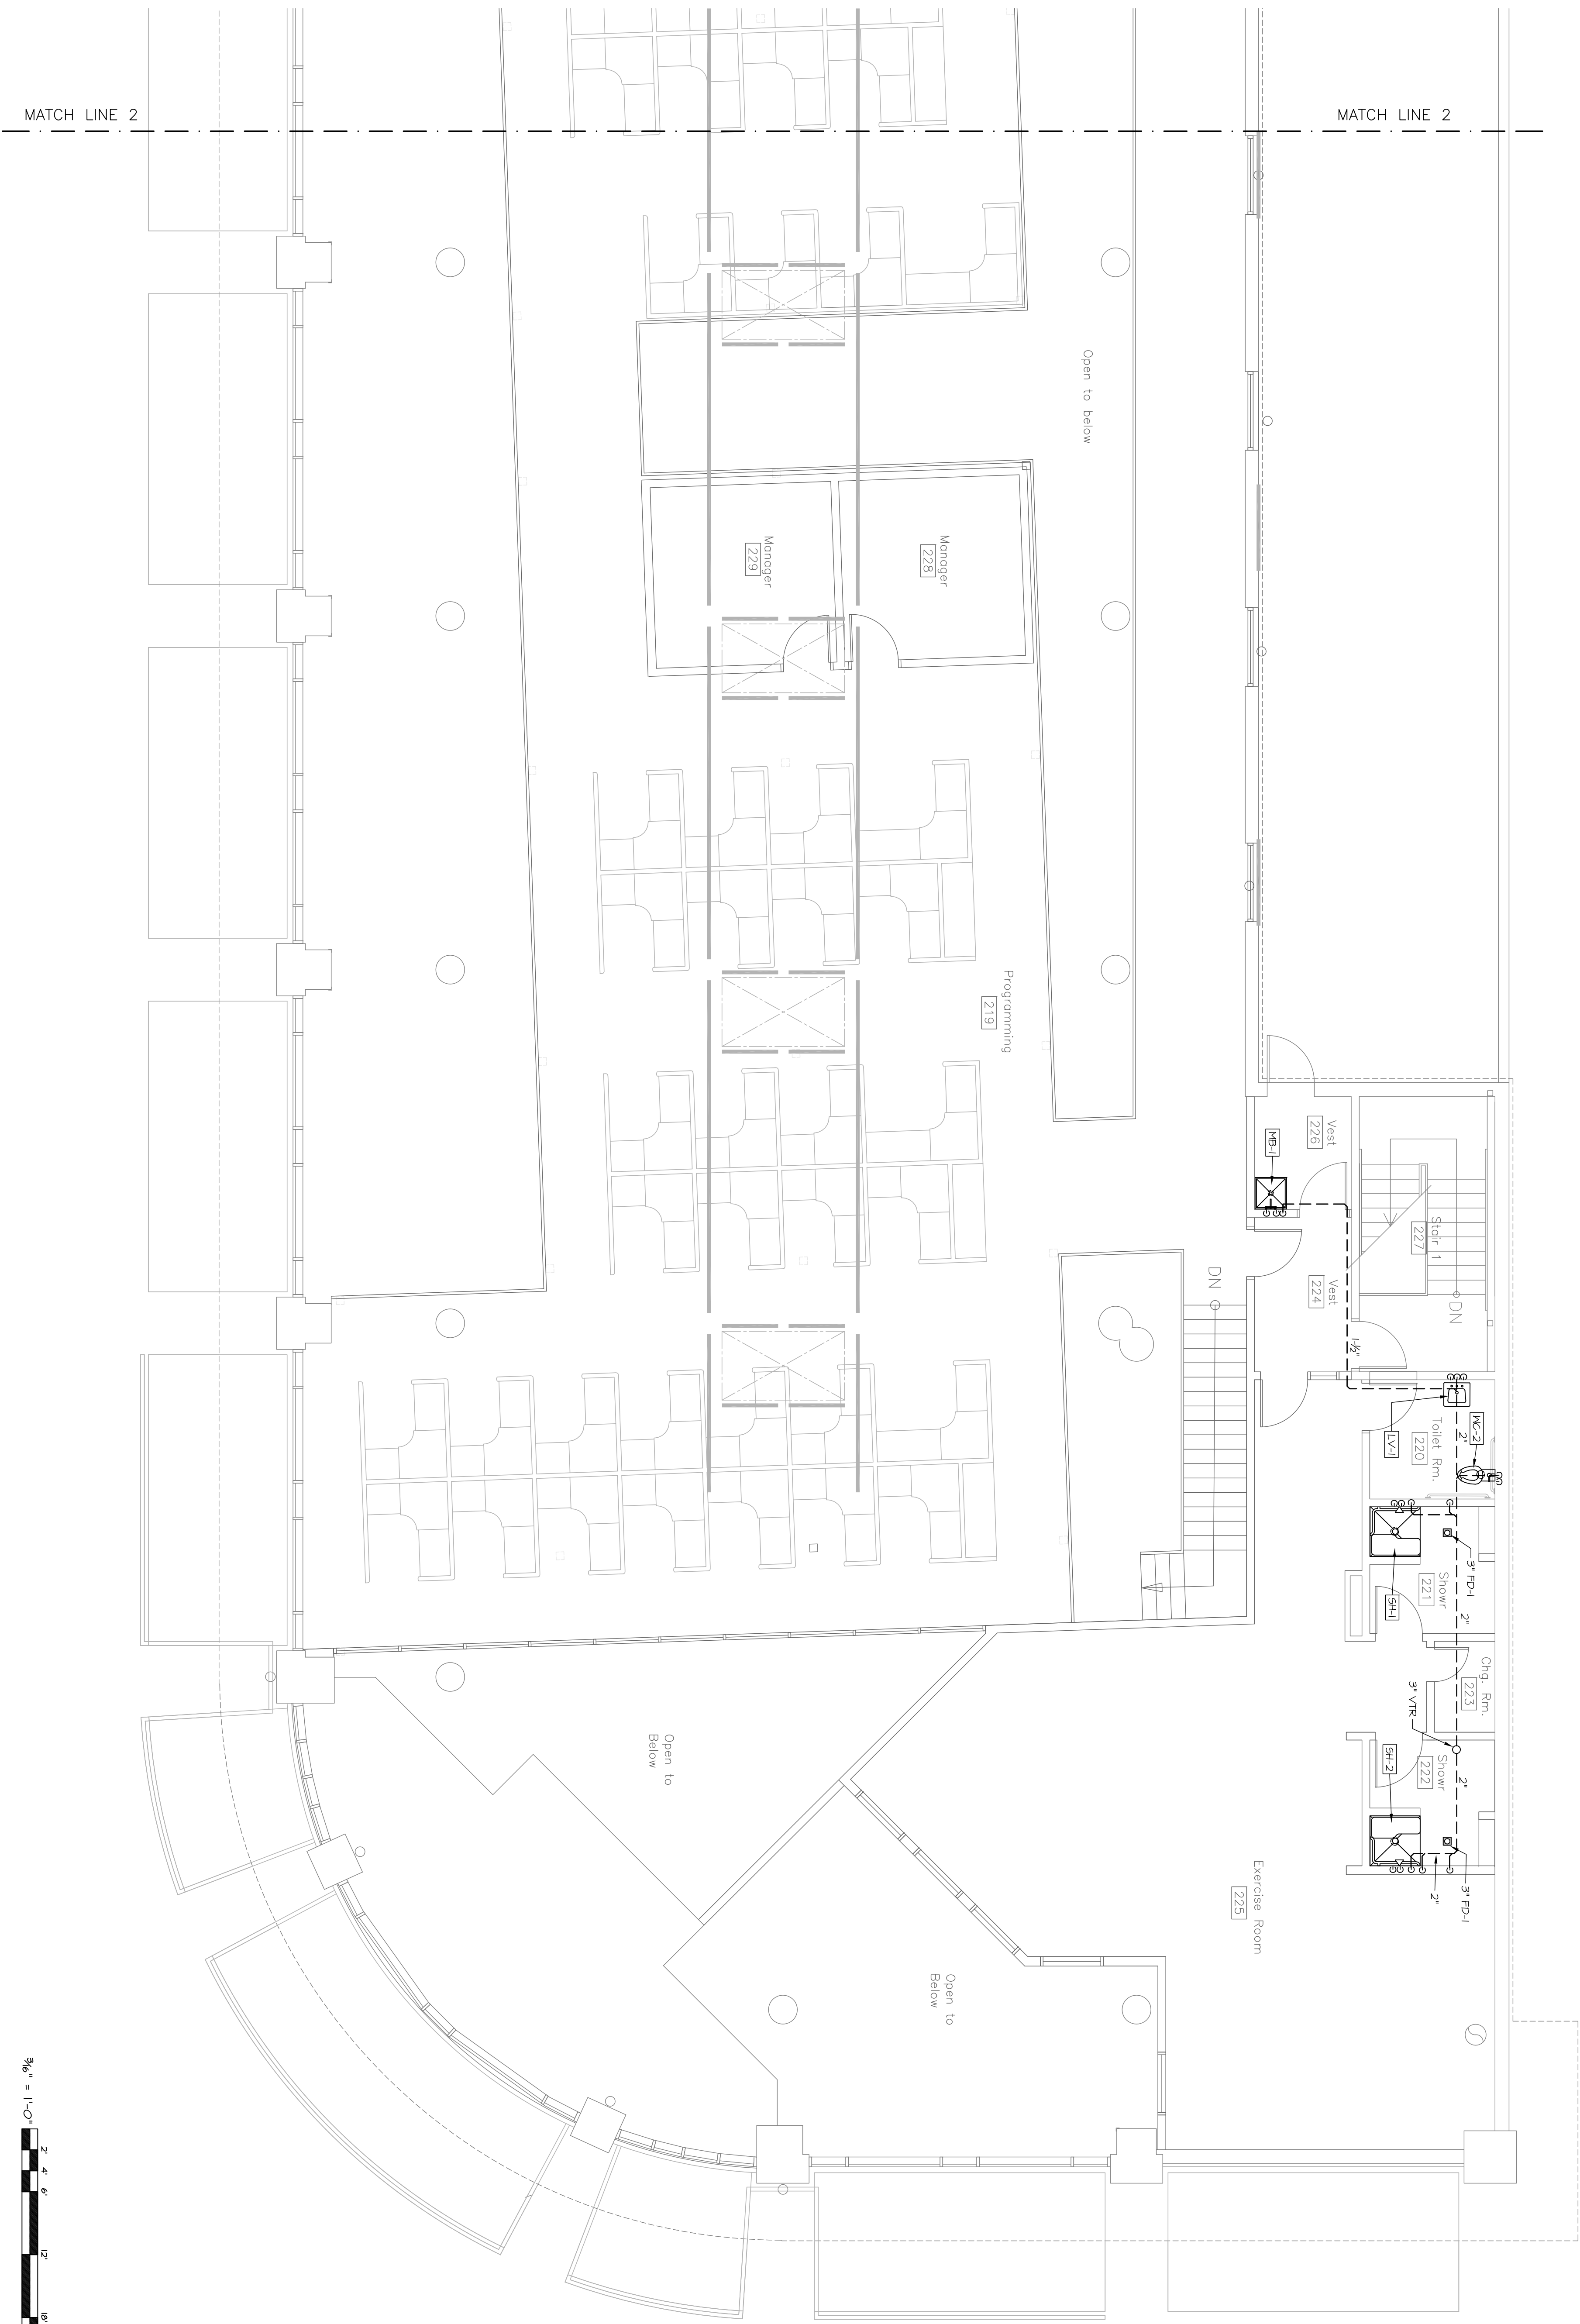 MATCH LINE 2
MATCH LINE 2
Open to below
Manager
228
Manager
229
Programming
219
Vest
226
MB-1
Stair 1
227
DN
DN
Vest
224
1-½"
LV-1
Toilet Rm.
220
2"
WC-2
3" FD-1
Showr
221
SH-1
2"
Chg. Rm.
223
3" VTR
Showr
222
SH-2
2"
3" FD-1
2"
Open to
Below
Exercise Room
225
Open to
Below
3/16" = 1'-0"
2'
4'
6'
12'
18'